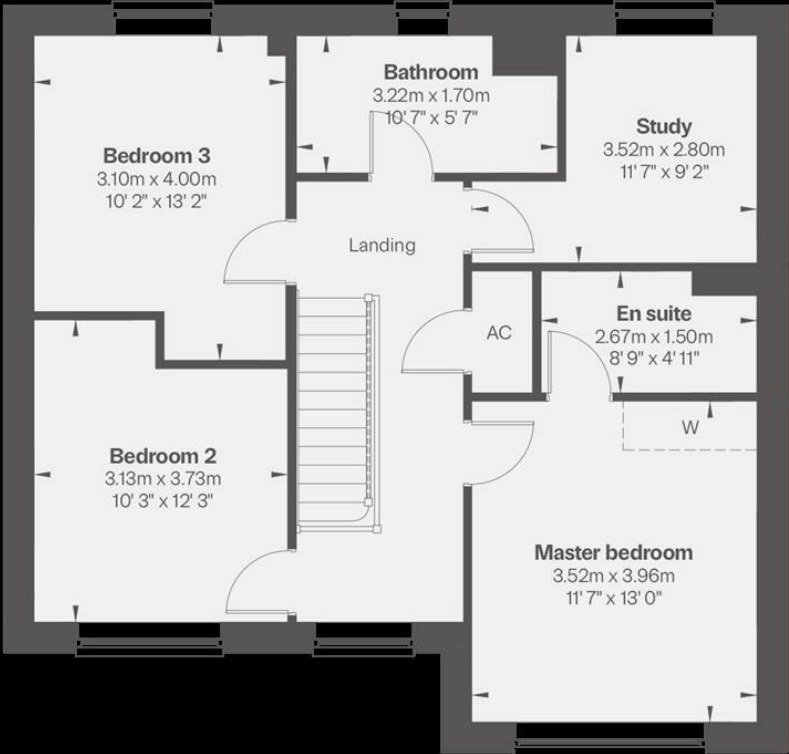 Bathroom
3.22m x 1.70m
10' 7" x 5' 7"
Study
3.52m x 2.80m
11' 7" x 9' 2"
Bedroom 3
3.10m x 4.00m
10' 2" x 13' 2"
Landing
AC
En suite
2.67m x 1.50m
8' 9" x 4' 11"
W
Bedroom 2
3.13m x 3.73m
10' 3" x 12' 3"
Master bedroom
3.52m x 3.96m
11' 7" x 13' 0"